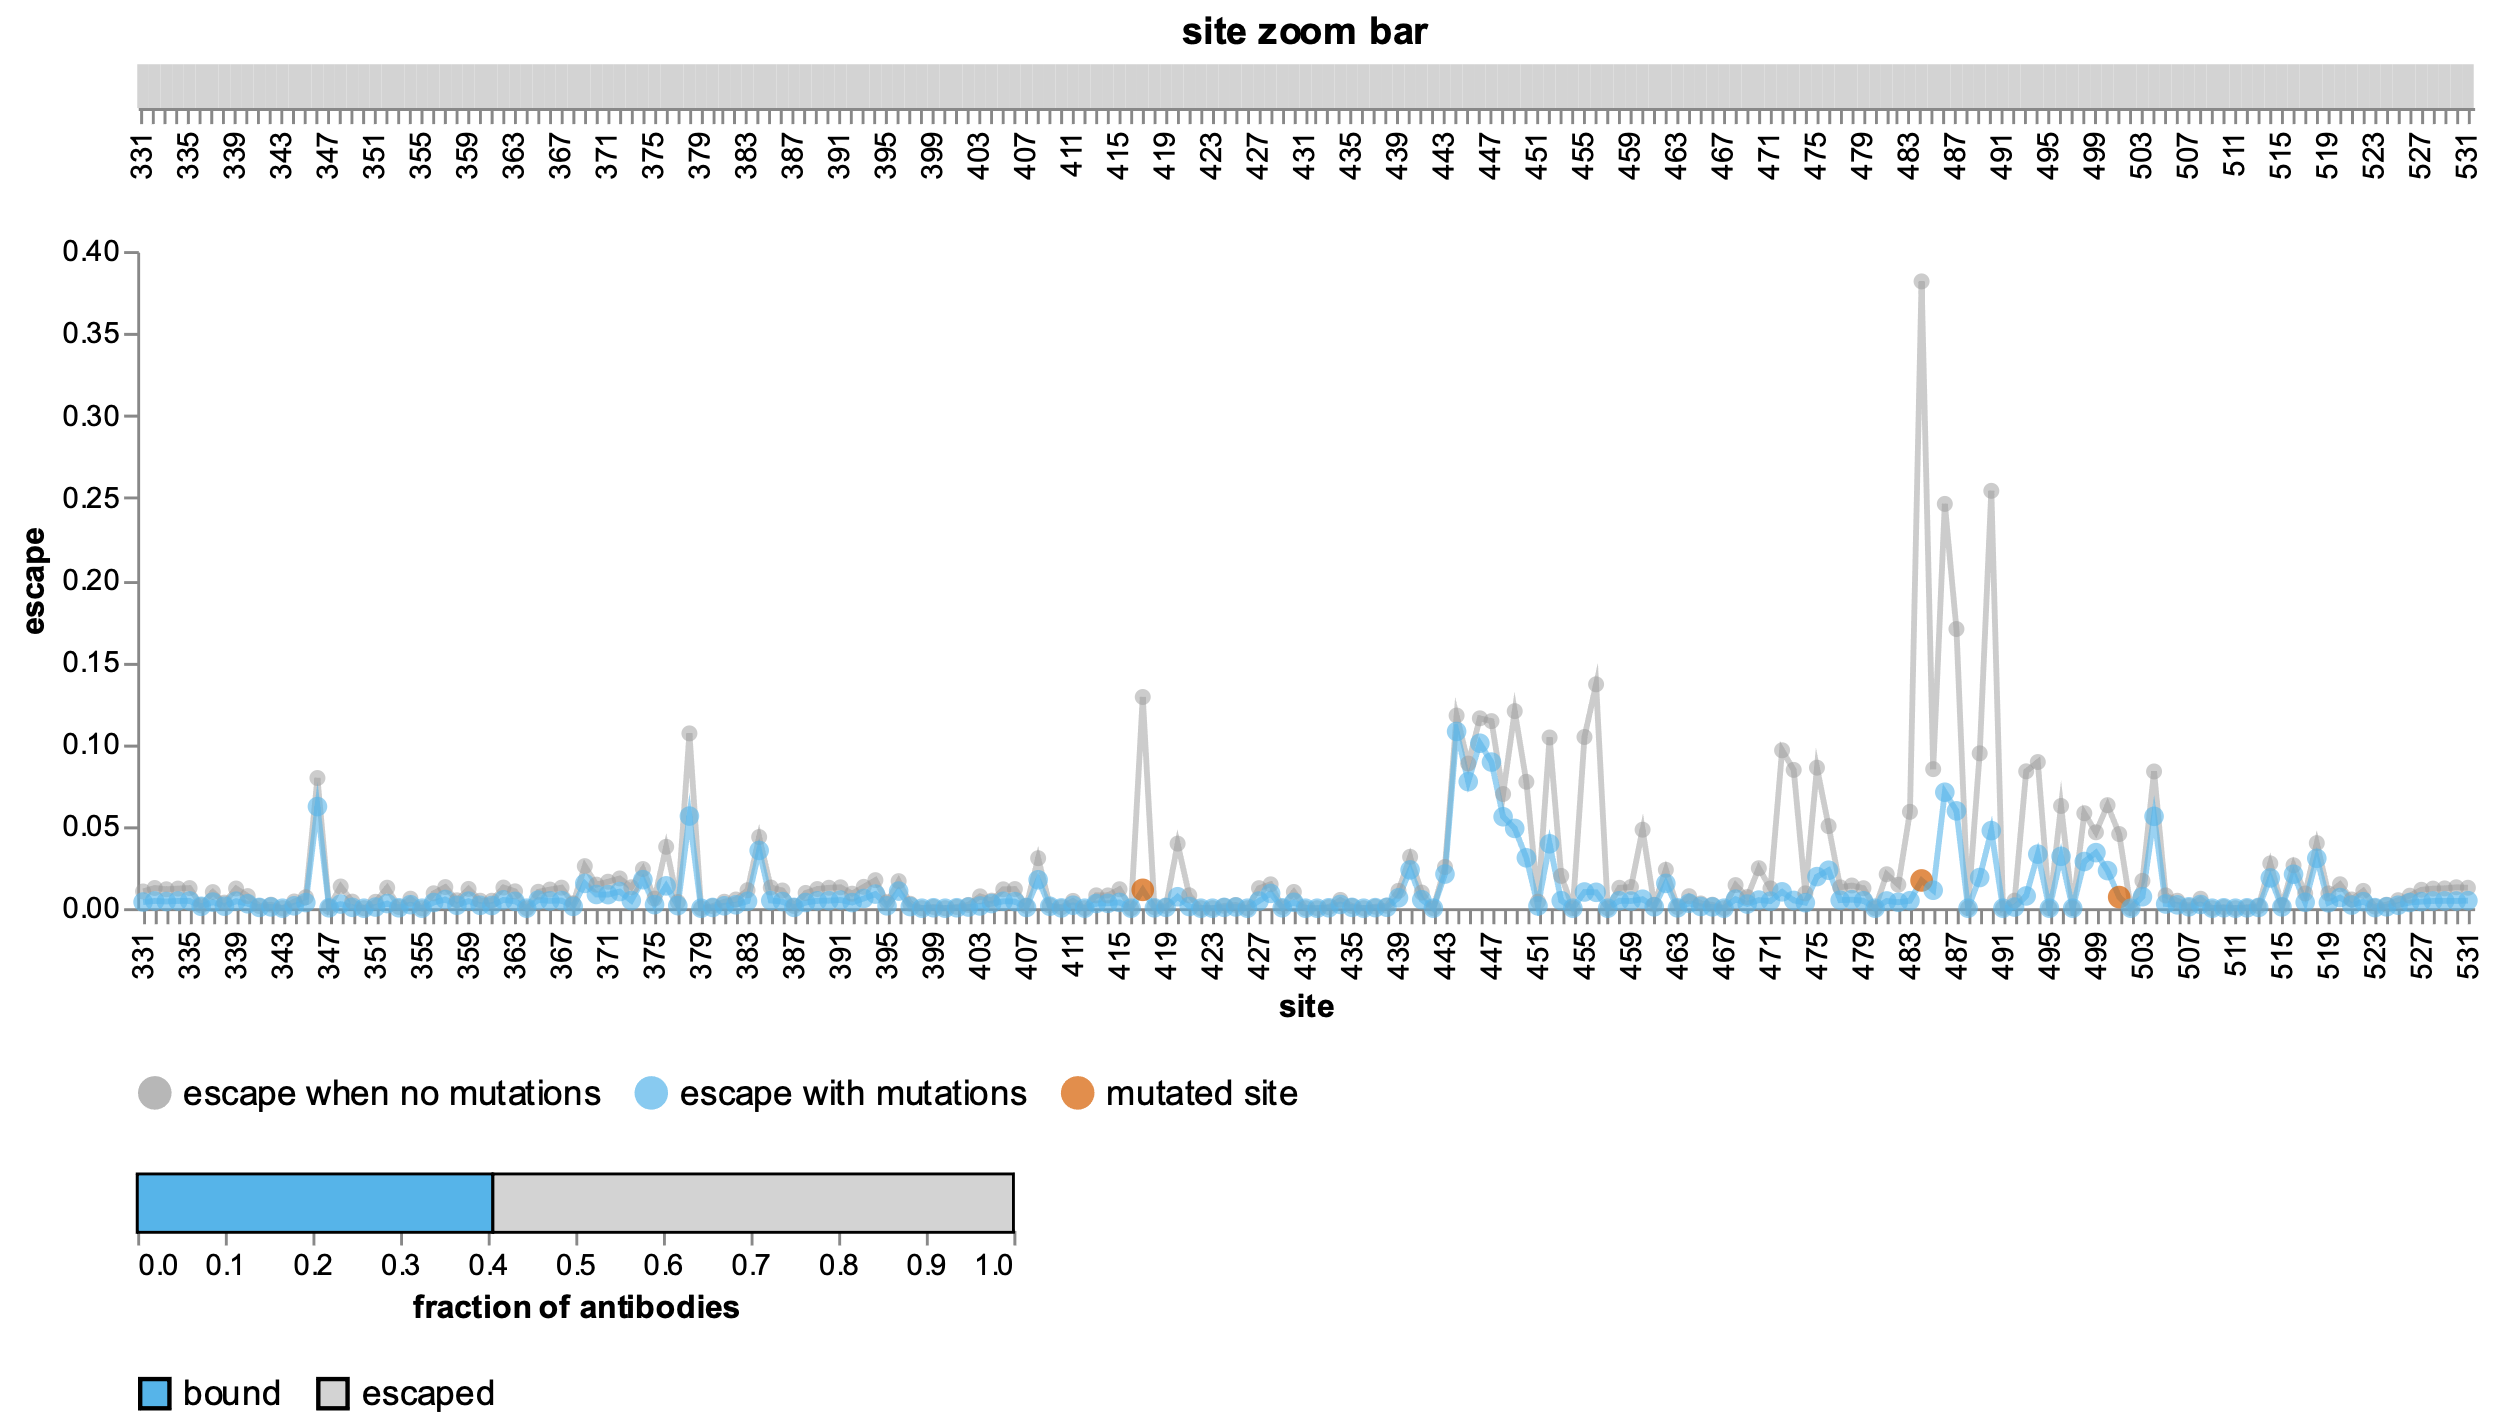 site zoom bar
331 335 339 343 347 351 355 359 363 367 371 375 379 383 387 391 395 399 403 407 411 415 419 423 427 431 435 439 443 447 451 455 459 463 467 471 475 479 483 487 491 495 499 503 507 511 515 519 523 527 531
0.40
0.35
0.30
0.25
0.20
0.15
0.10
0.05
0.00
escape
331 335 339 343 347 351 355 359 363 367 371 375 379 383 387 391 395 399 403 407 411 415 419 423 427 431 435 439 443 447 451 455 459 463 467 471 475 479 483 487 491 495 499 503 507 511 515 519 523 527 531
site
escape when no mutations escape with mutations mutated site
0.0 0.1 0.2 0.3 0.4 0.5 0.6 0.7 0.8 0.9 1.0
fraction of antibodies
bound escaped